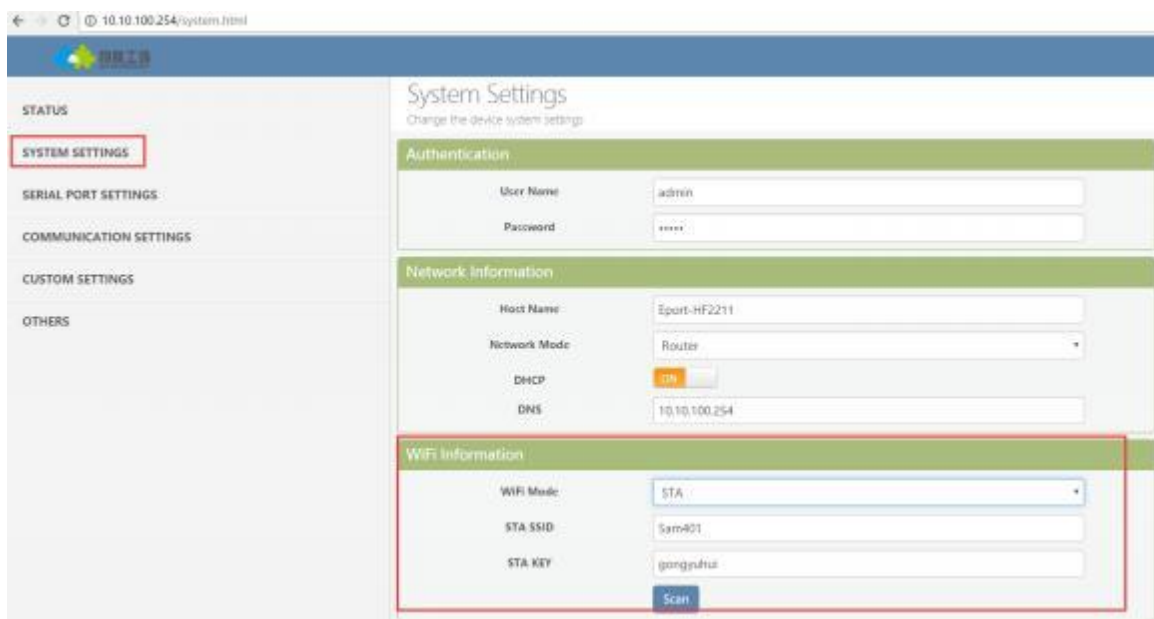 10.10.100.254/system.html
STATUS
SYSTEM SETTINGS
SERIAL PORT SETTINGS
COMMUNICATION SETTINGS
CUSTOM SETTINGS
OTHERS
System Settings
Change the device system settings
Authentication
User Name admin
Password •••••
Network Information
Host Name Eport-HF2211
Network Mode Router
DHCP ON
DNS 10.10.100.254
WiFi Information
WiFi Mode STA
STA SSID Sam401
STA KEY gongyuhui
Scan